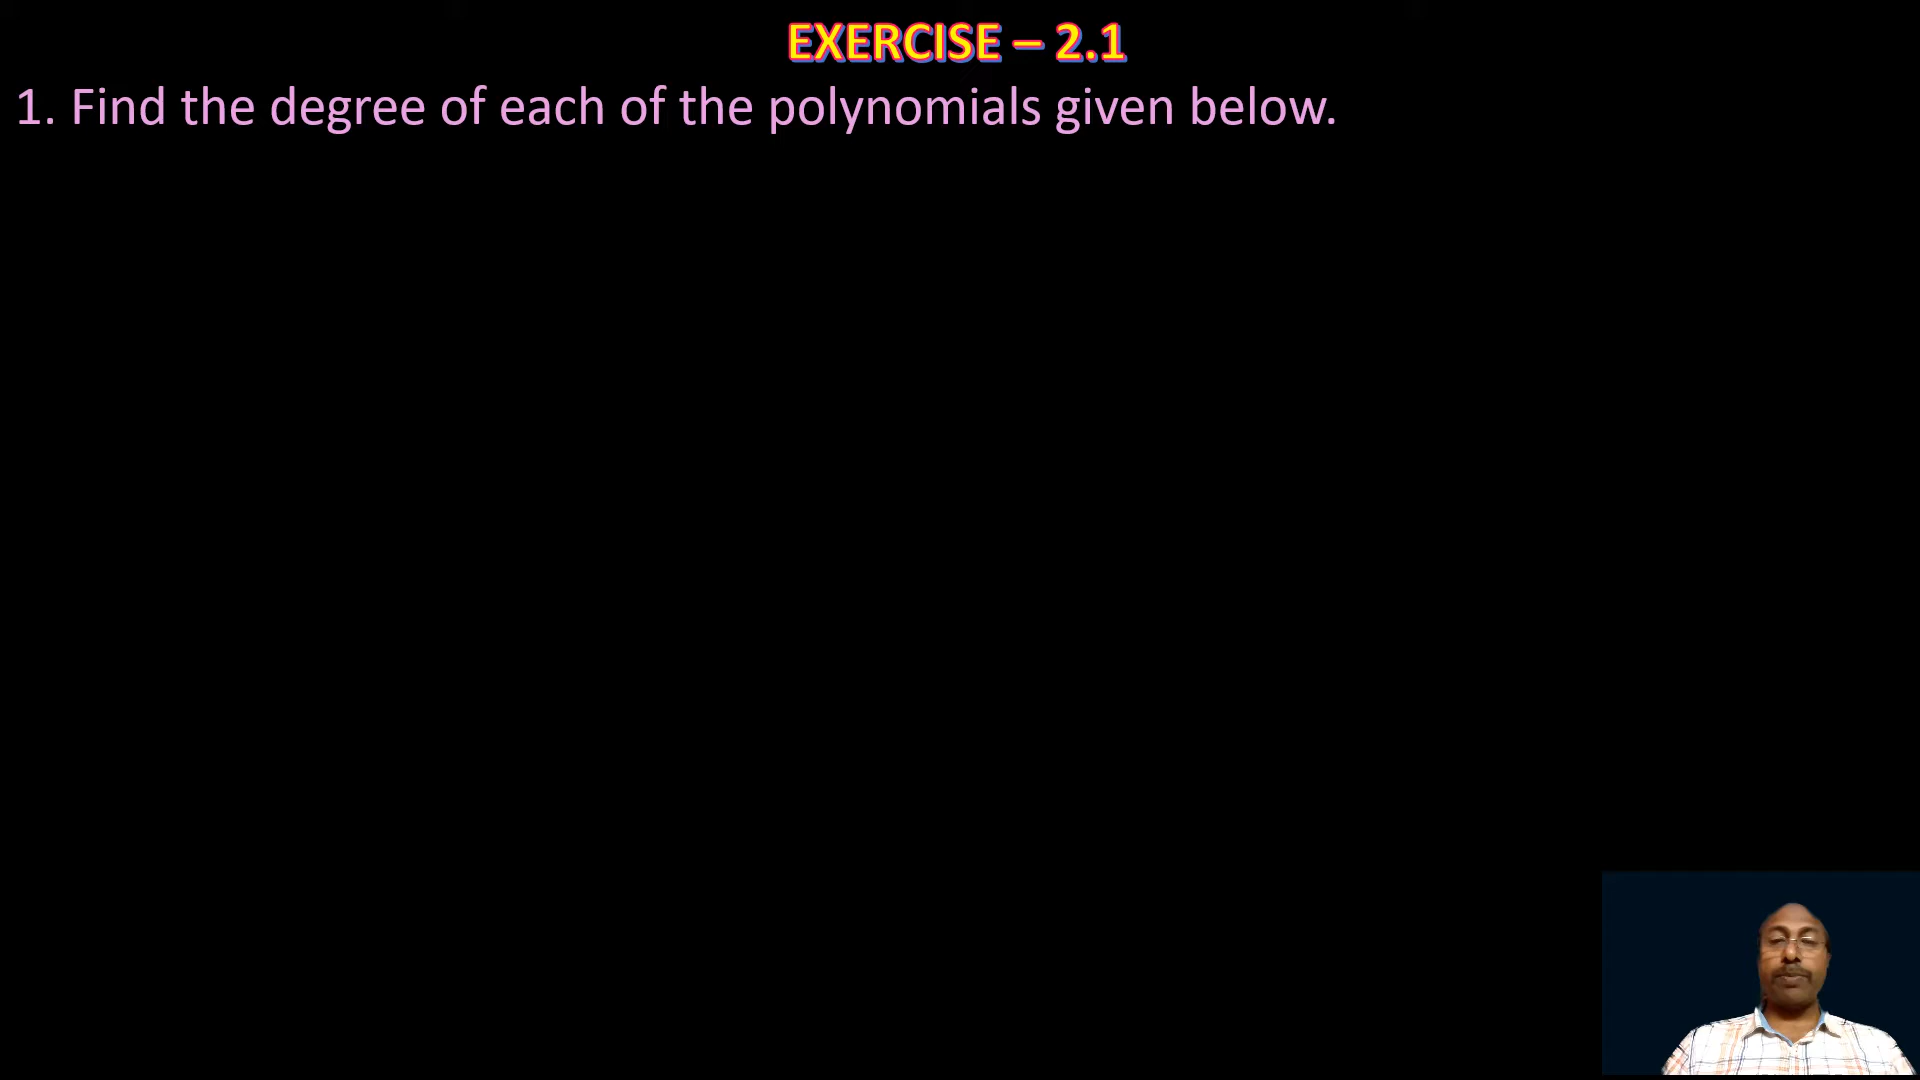 EXERCISE – 2.1
1. Find the degree of each of the polynomials given below.